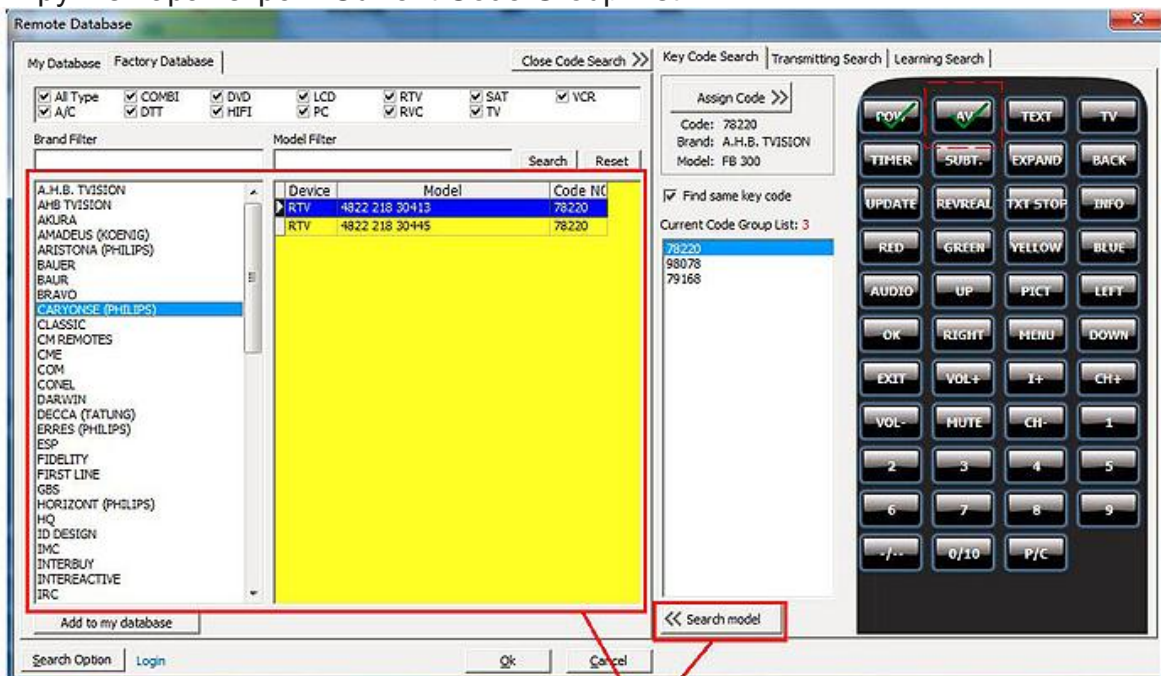 Remote Database
My Database Factory Database Close Code Search >>
All Type COMBI DVD LCD RTV SAT VCR
A/C DTT HIFI PC RVC TV
Brand Filter Model Filter
Search Reset
A.H.B. TVISION
AHB TVISION
AKURA
AMADEUS (KOENIG)
ARISTONA (PHILIPS)
BAUER
BAUR
BRAVO
CARYONSE (PHILIPS)
CLASSIC
CM REMOTES
CME
COM
CONEL
DARWIN
DECCA (TATUNG)
ERRES (PHILIPS)
ESP
FIDELITY
FIRST LINE
GBS
HORIZONT (PHILIPS)
HQ
ID DESIGN
IMC
INTERBUY
INTEREACTIVE
IRC
Device Model Code NC
RTV 4822 218 30413 78220
RTV 4822 218 30445 78220
Add to my database
Search Option Login Ok Cancel
Key Code Search Transmitting Search Learning Search
Assign Code >>
Code: 78220
Brand: A.H.B. TVISION
Model: FB 300
Find same key code
Current Code Group List: 3
78220
98078
79168
<< Search model
POW AV TEXT TV
TIMER SUBT. EXPAND BACK
UPDATE REVREAL TXT STOP INFO
RED GREEN YELLOW BLUE
AUDIO UP PICT LEFT
OK RIGHT MENU DOWN
EXIT VOL+ I+ CH+
VOL- MUTE CH- 1
2 3 4 5
6 7 8 9
-/-- 0/10 P/C